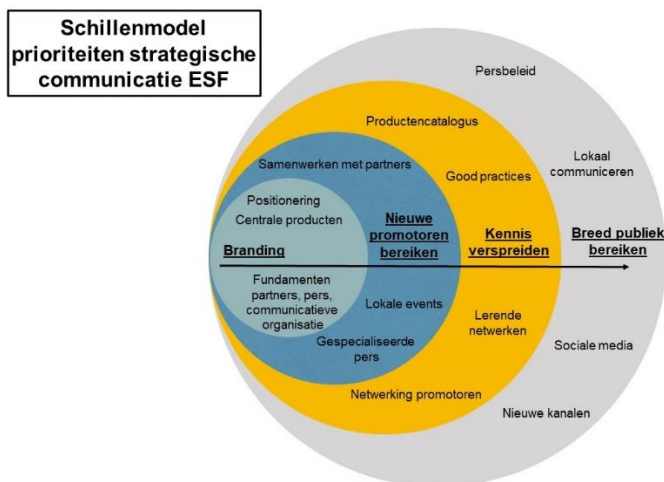 Schillenmodel
prioriteiten strategische
communicatie ESF
Persbeleid
Productencatalogus
Lokaal
communiceren
Samenwerken met partners
Good practices
Positionering
Centrale producten
Branding
Nieuwe
promotoren
bereiken
Kennis
verspreiden
Breed publiek
bereiken
Fundamenten
partners, pers,
communicatieve
organisatie
Lokale events
Lerende
netwerken
Gespecialiseerde
pers
Sociale media
Networking promotoren
Nieuwe kanalen